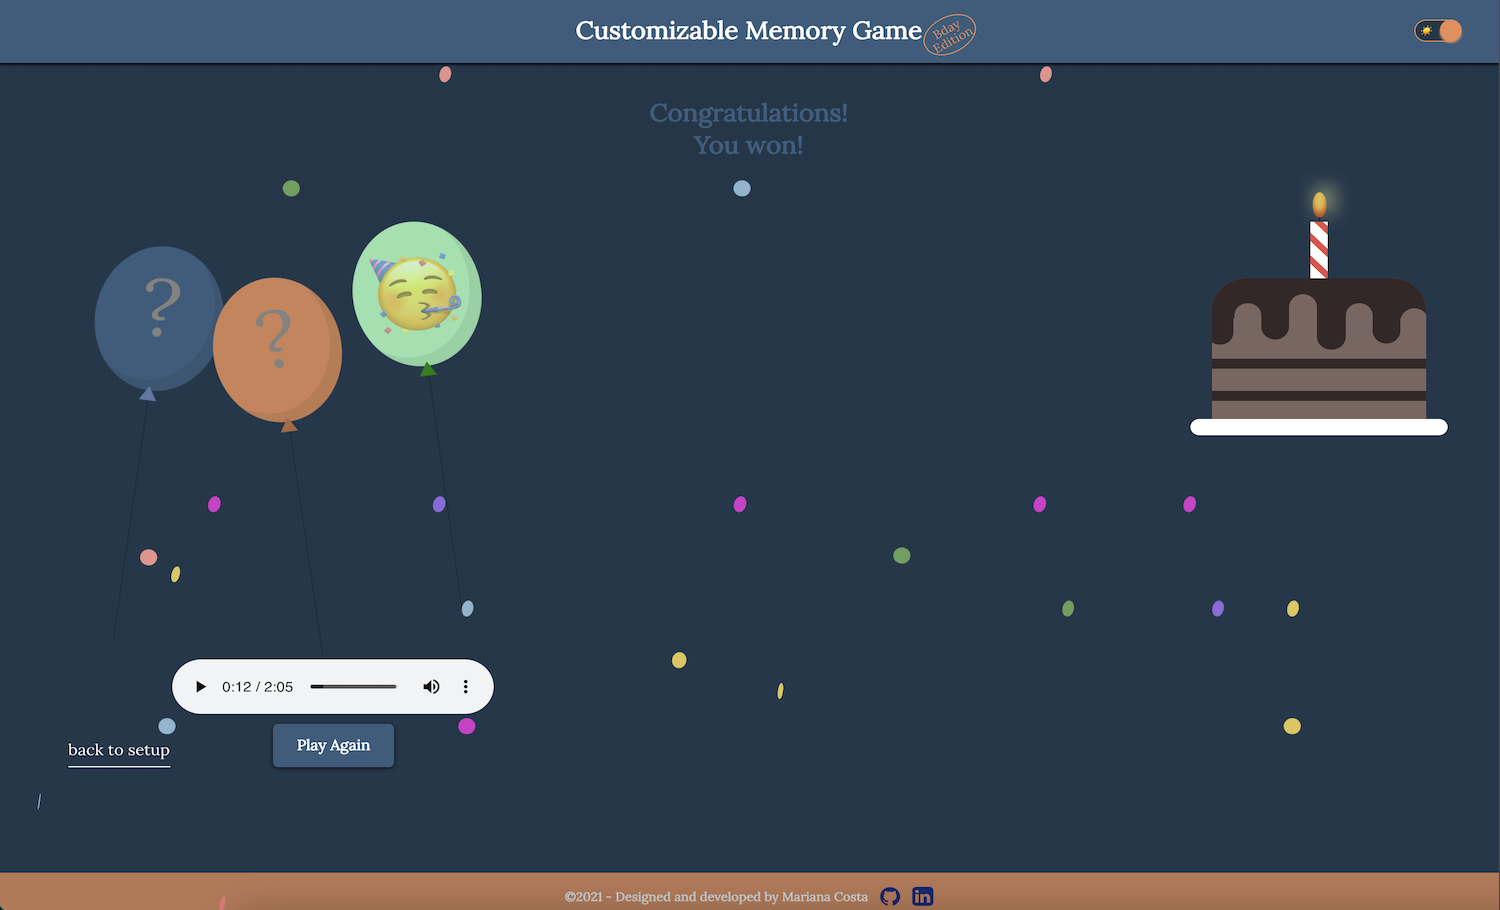 Customizable Memory Game
Bday
Edition
Congratulations!
You won!
?
?
0:12 / 2:05
Play Again
back to setup
©2021 - Designed and developed by Mariana Costa
in